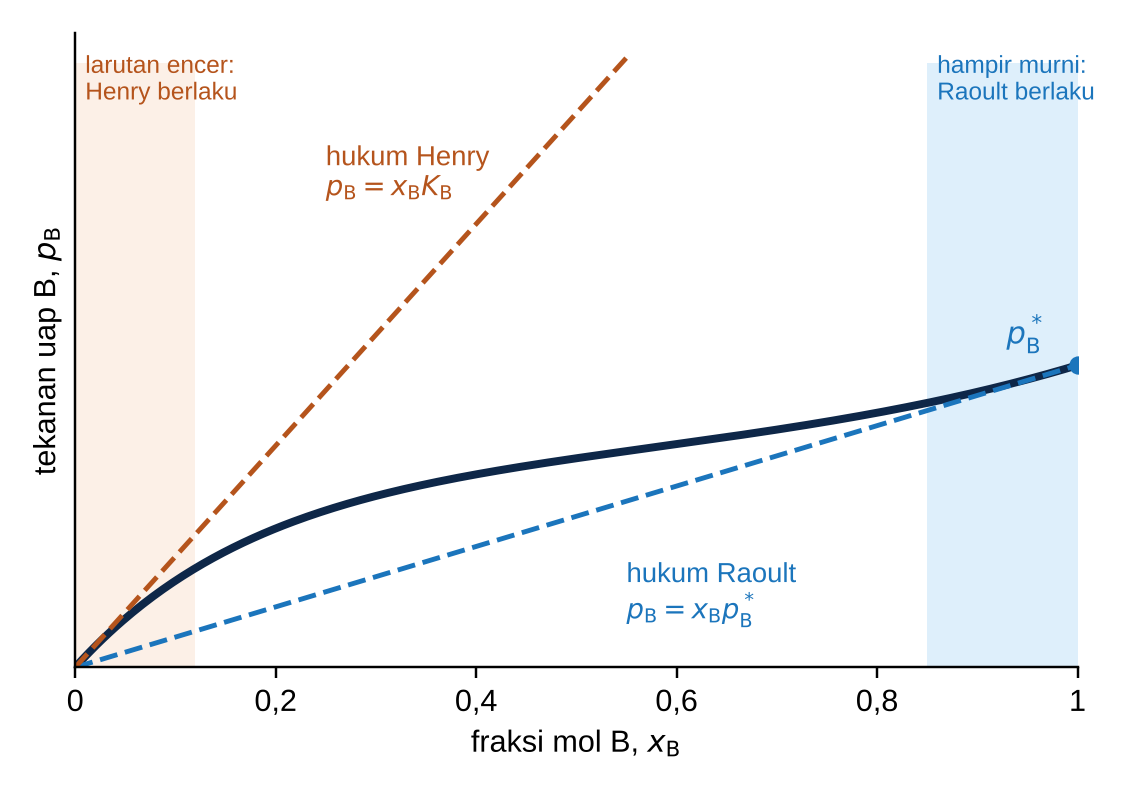 larutan encer:
Henry berlaku
hampir murni:
Raoult berlaku
hukum Henry
p_B = x_B K_B
p_B^*
hukum Raoult
p_B = x_B p_B^*
tekanan uap B, p_B
0
0,2
0,4
0,6
0,8
1
fraksi mol B, x_B